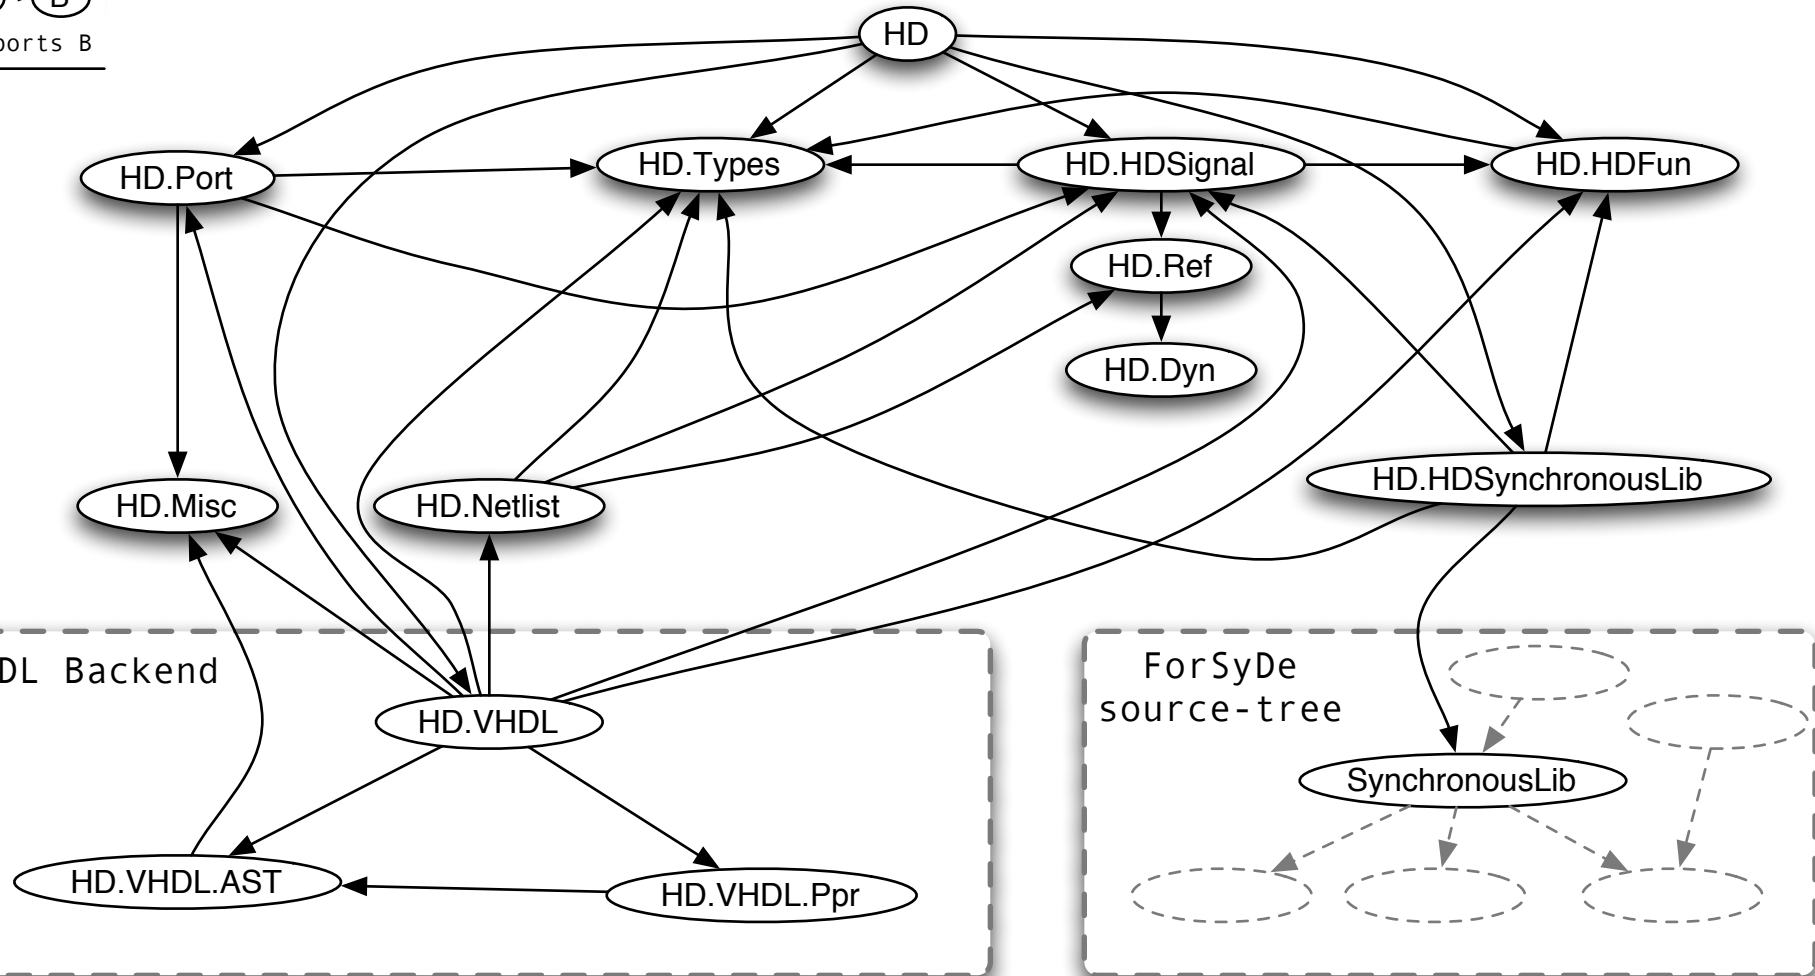 B
ports B
HD
HD.Port
HD.Types
HD.HDSignal
HD.HDFun
HD.Ref
HD.Dyn
HD.HDSynchronousLib
HD.Misc
HD.Netlist
DL Backend
ForSyDe
source-tree
HD.VHDL
SynchronousLib
HD.VHDL.AST
HD.VHDL.Ppr